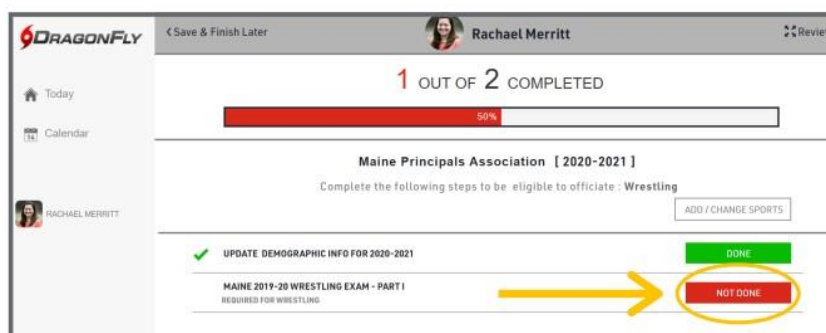 DRAGONFLY
< Save & Finish Later
Rachael Merritt
Review
Today
Calendar
14
RACHAEL MERRITT
1 OUT OF 2 COMPLETED
50%
Maine Principals Association [ 2020-2021 ]
Complete the following steps to be eligible to officiate : Wrestling
ADD / CHANGE SPORTS
UPDATE DEMOGRAPHIC INFO FOR 2020-2021
DONE
MAINE 2019-20 WRESTLING EXAM - PART I
REQUIRED FOR WRESTLING
NOT DONE